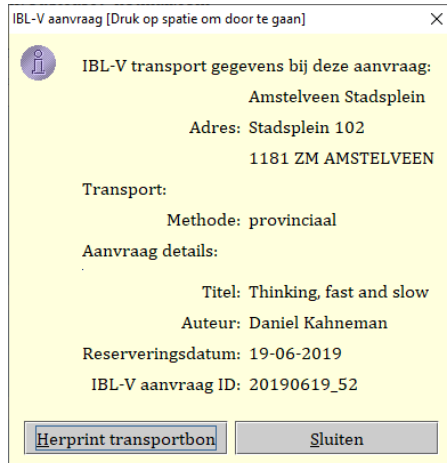 IBL-V aanvraag [Druk op spatie om door te gaan]
IBL-V transport gegevens bij deze aanvraag:
Amstelveen Stadsplein
Adres: Stadsplein 102
1181 ZM AMSTELVEEN
Transport:
Methode: provinciaal
Aanvraag details:
Titel: Thinking, fast and slow
Auteur: Daniel Kahneman
Reserveringsdatum: 19-06-2019
IBL-V aanvraag ID: 20190619_52
Herprint transportbon Sluiten